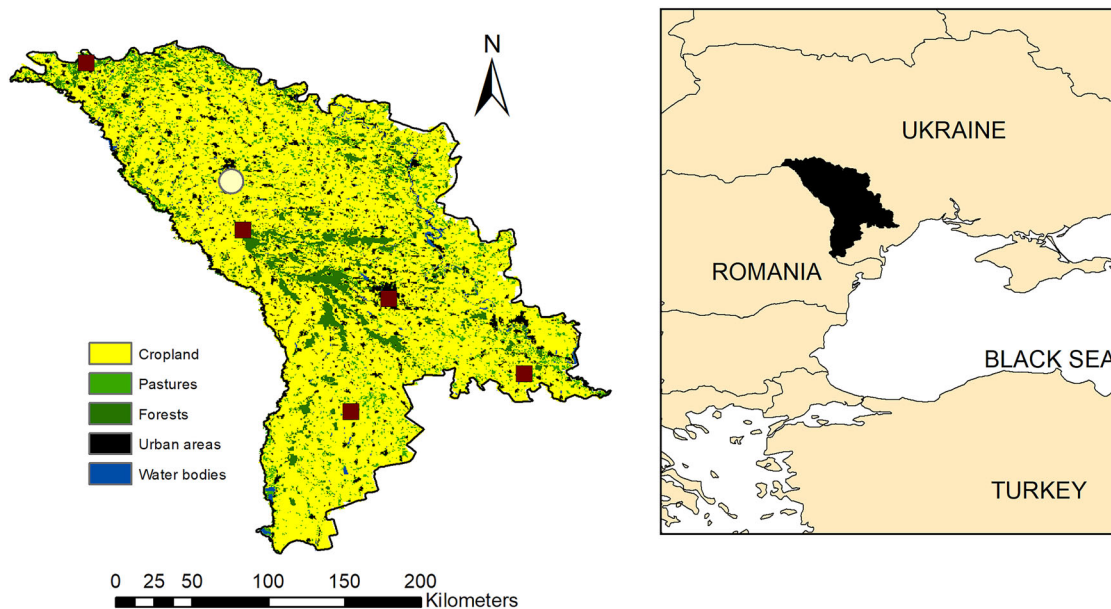 N
Cropland
Pastures
Forests
Urban areas
Water bodies
0 25 50 100 150 200
Kilometers
UKRAINE
ROMANIA
BLACK SEA
TURKEY